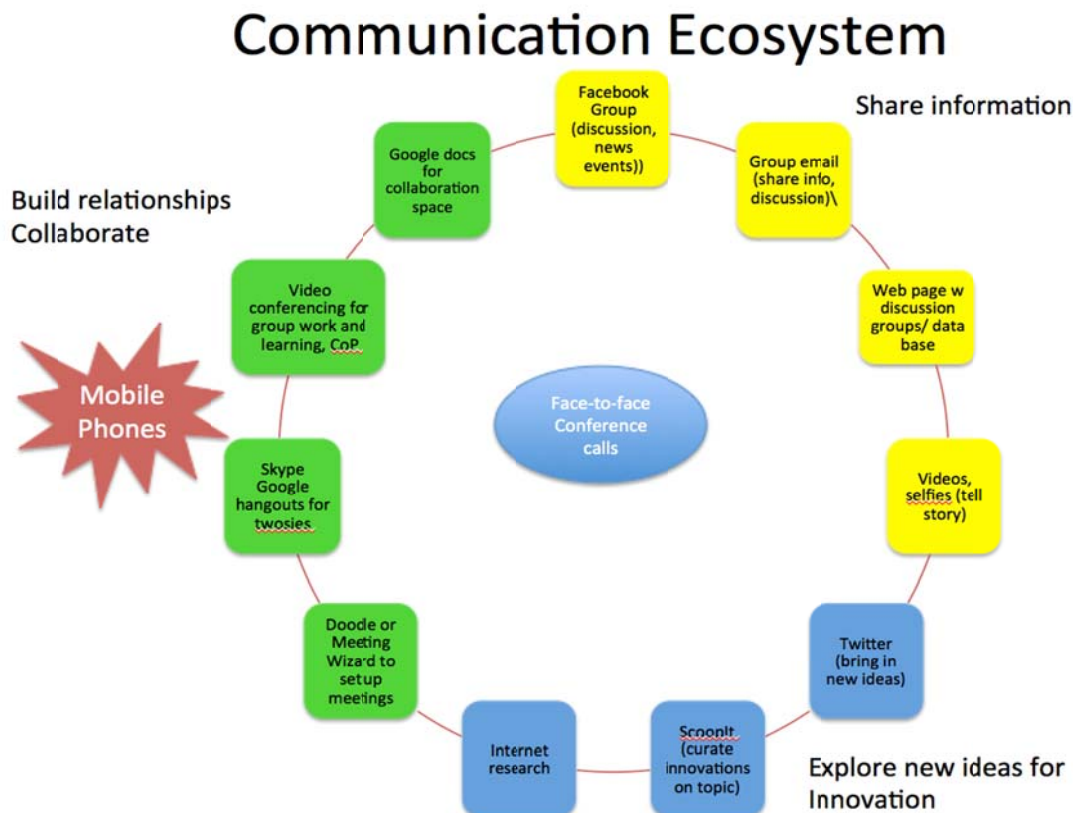 Communication Ecosystem
Facebook
Group
(discussion,
news
events))
Share information
Group email
(share info,
discussion)\
Google docs
for
collaboration
space
Build relationships
Collaborate
Video
conferencing for
group work and
learning, CoP.
Web page w
discussion
groups/ data
base
Mobile
Phones
Face-to-face
Conference
calls
Skype
Google
hangouts for
twosies.
Videos,
selfies (tell
story)
Doodle or
Meeting
Wizard to
setup
meetings
Twitter
(bring in
new ideas)
Internet
research
ScoopIt.
(curate
innovations
on topic)
Explore new ideas for
Innovation